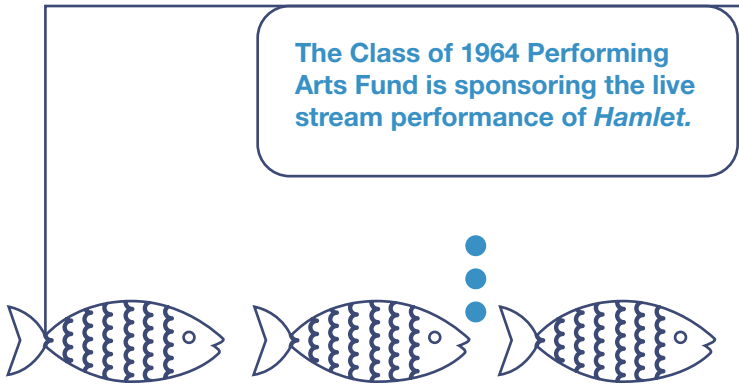 The Class of 1964 Performing
Arts Fund is sponsoring the live
stream performance of Hamlet.